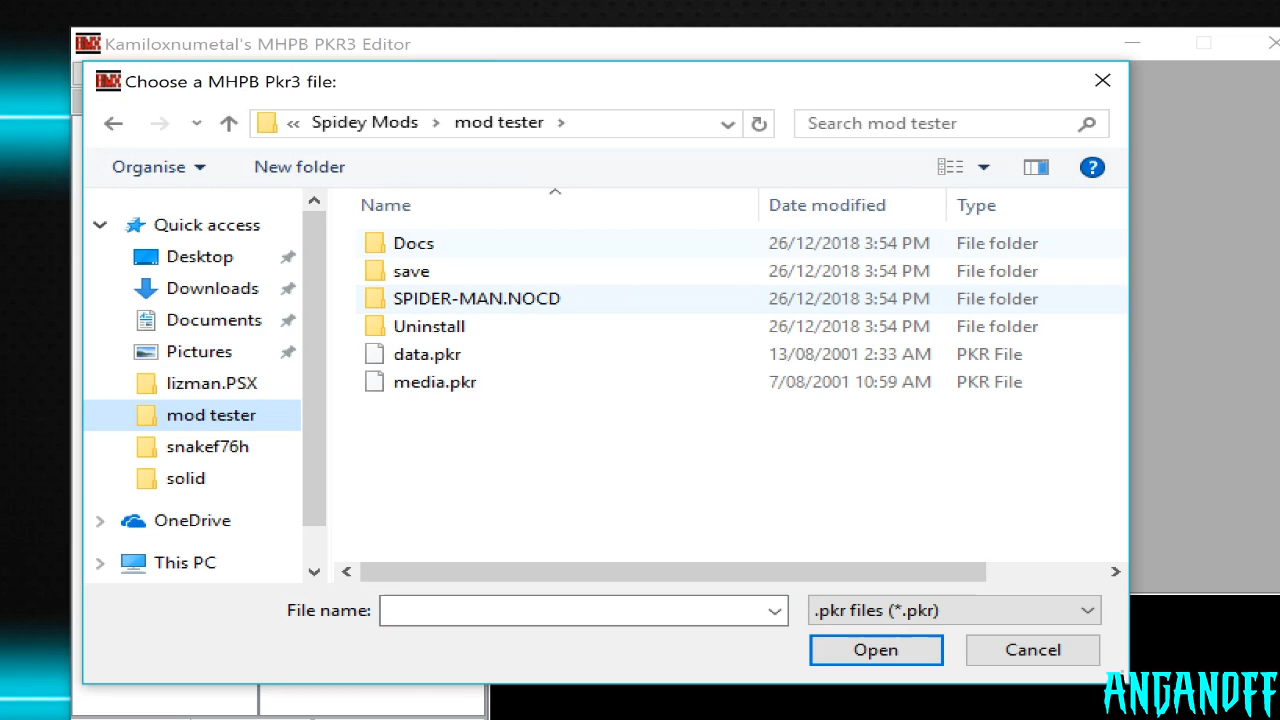 Kamiloxnumetal's MHPB PKR3 Editor
Choose a MHPB Pkr3 file:
« Spidey Mods > mod tester >
Search mod tester
Organise
New folder
Name
Date modified
Type
Quick access
Desktop
Downloads
Documents
Pictures
lizman.PSX
mod tester
snakef76h
solid
OneDrive
This PC
Docs 26/12/2018 3:54 PM File folder
save 26/12/2018 3:54 PM File folder
SPIDER-MAN.NOCD 26/12/2018 3:54 PM File folder
Uninstall 26/12/2018 3:54 PM File folder
data.pkr 13/08/2001 2:33 AM PKR File
media.pkr 7/08/2001 10:59 AM PKR File
File name:
.pkr files (*.pkr)
Open
Cancel
ANGANOFF